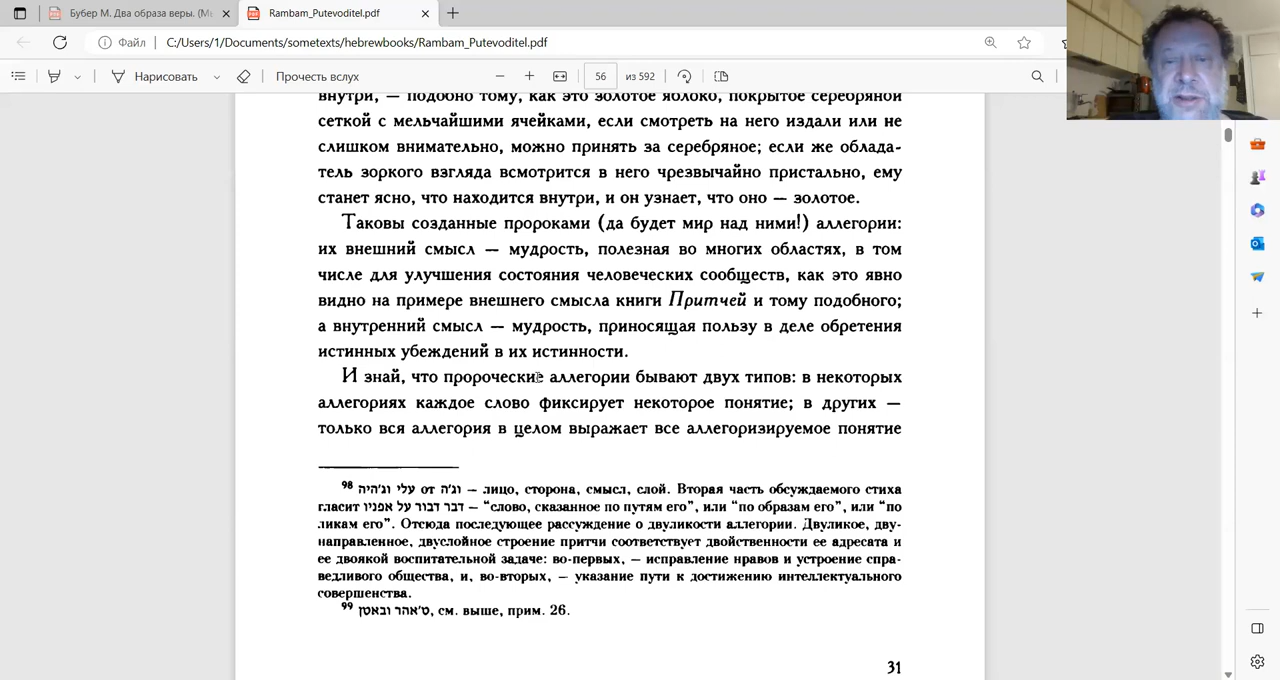 Бубер М. Два образа веры. (Ми
Rambam_Putevoditel.pdf
Файл
C:/Users/1/Documents/sometexts/hebrewbooks/Rambam_Putevoditel.pdf
Нарисовать
Прочесть вслух
56 из 592
внутри, — подобно тому, как это золотое яблоко, покрытое серебряной
сеткой с мельчайшими ячейками, если смотреть на него издали или не
слишком внимательно, можно принять за серебряное; если же облада-
тель зоркого взгляда всмотрится в него чрезвычайно пристально, ему
станет ясно, что находится внутри, и он узнает, что оно — золотое.
Таковы созданные пророками (да будет мир над ними!) аллегории:
их внешний смысл — мудрость, полезная во многих областях, в том
числе для улучшения состояния человеческих сообществ, как это явно
видно на примере внешнего смысла книги Притчей и тому подобного;
а внутренний смысл — мудрость, приносящая пользу в деле обретения
истинных убеждений в их истинности.
И знай, что пророческие аллегории бывают двух типов: в некоторых
аллегориях каждое слово фиксирует некоторое понятие; в других —
только вся аллегория в целом выражает все аллегоризируемое понятие
98 עלי וג'היה от וג'ה — лицо, сторона, смысл, слой. Вторая часть обсуждаемого стиха
гласит דבר דבור על אפניו — “слово, сказанное по путям его”, или “по образам его”, или “по
ликам его”. Отсюда последующее рассуждение о двуликости аллегории. Двуликое, дву-
направленное, двуслойное строение притчи соответствует двойственности ее адресата и
ее двоякой воспитательной задаче: во-первых, — исправление нравов и устроение спра-
ведливого общества, и, во-вторых, — указание пути к достижению интеллектуального
совершенства.
99 ט'אהר ובאטן, см. выше, прим. 26.
31